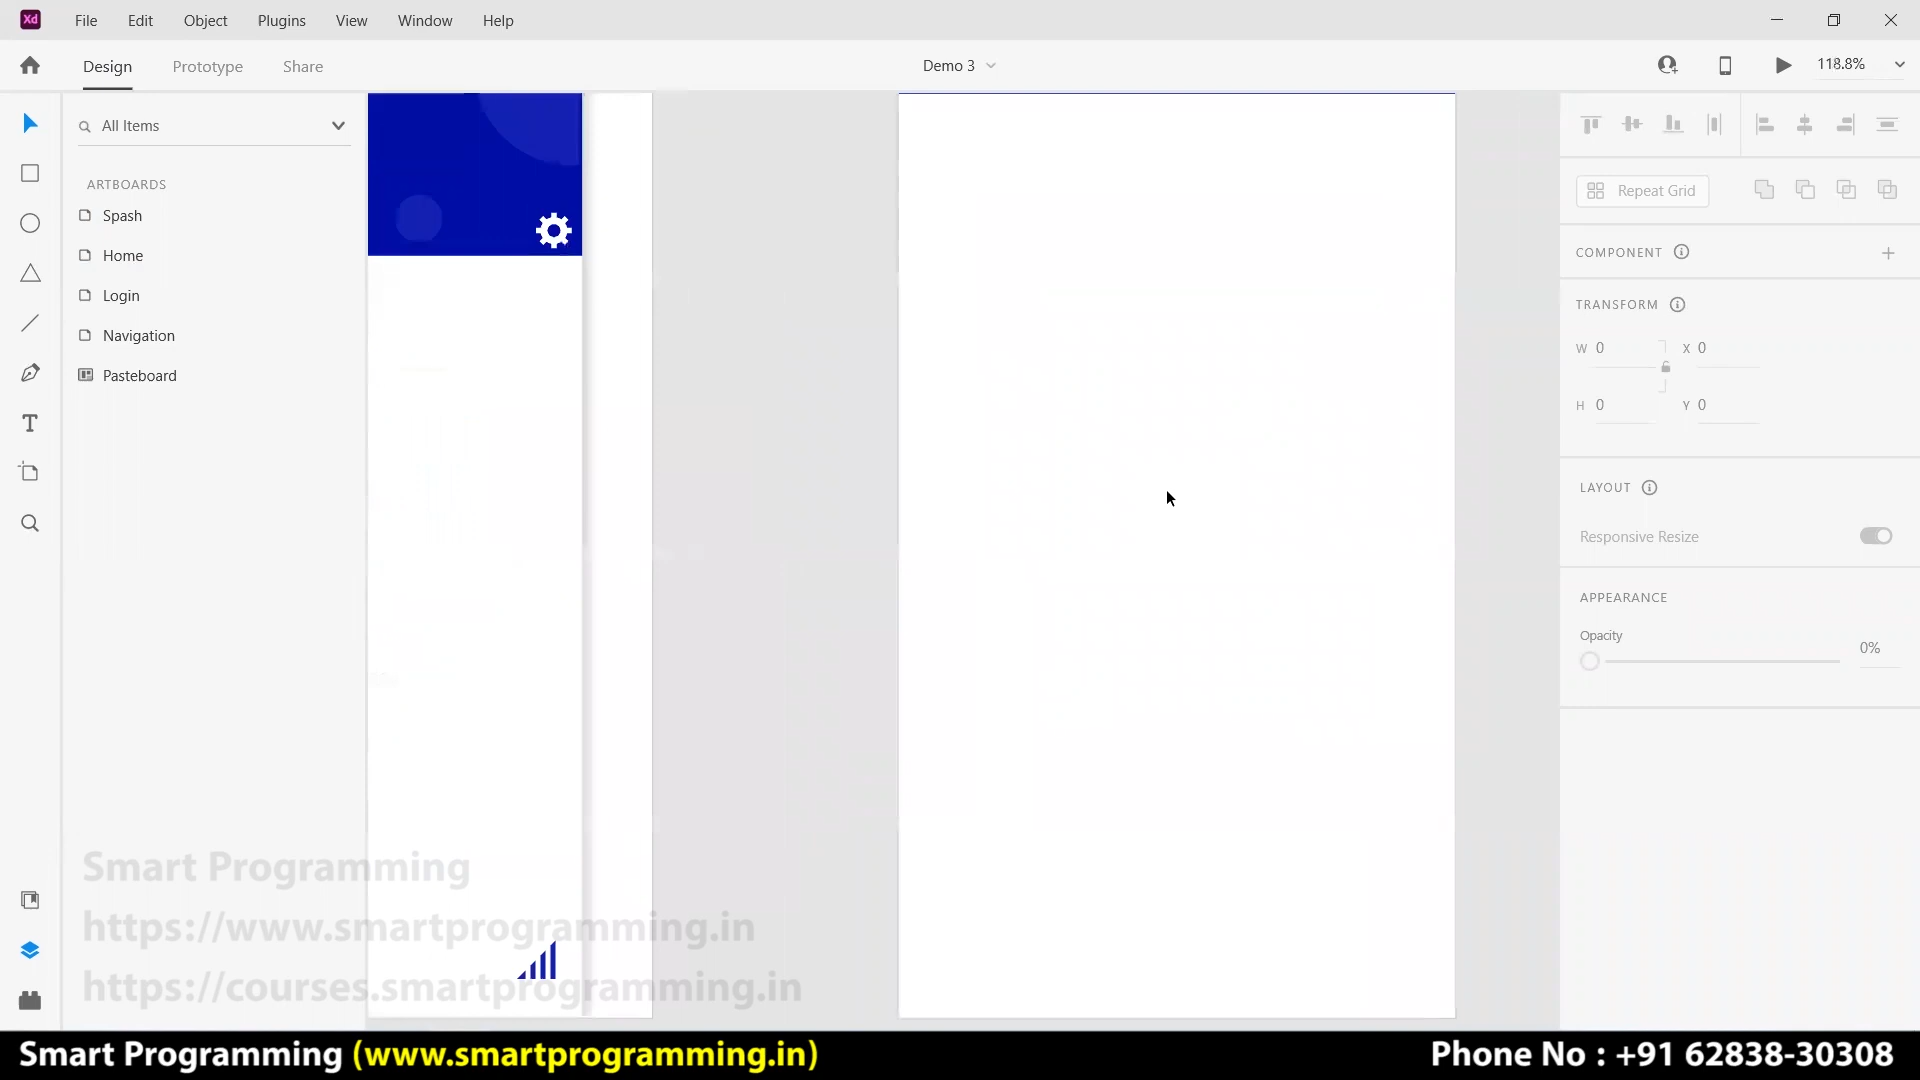 Xd File Edit Object Plugins View Window Help
Design Prototype Share Demo 3 118.8%
All Items
ARTBOARDS
Spash
Home
Login
Navigation
Pasteboard
Repeat Grid
COMPONENT
TRANSFORM
W 0 X 0
H 0 Y 0
LAYOUT
Responsive Resize
APPEARANCE
Opacity
0%
Smart Programming
https://www.smartprogramming.in
https://courses.smartprogramming.in
Smart Programming (www.smartprogramming.in) Phone No : +91 62838-30308